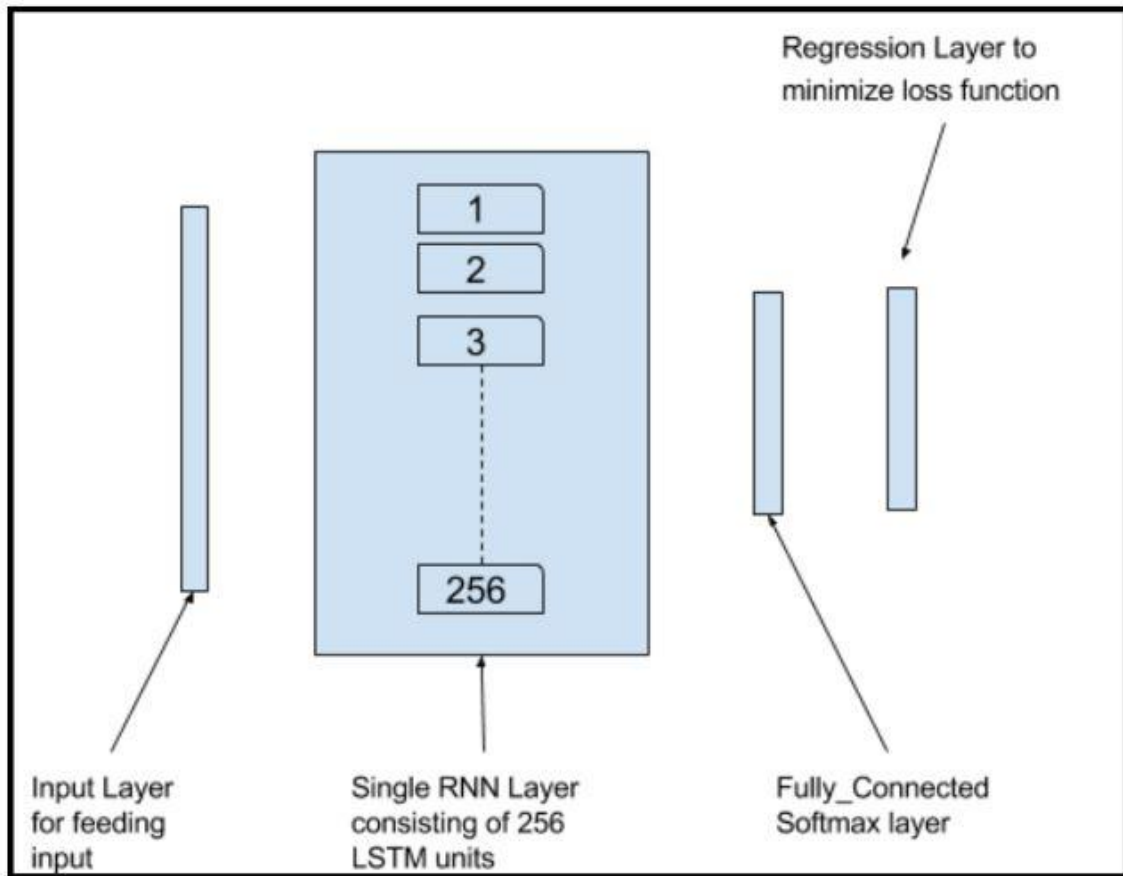 Regression Layer to
minimize loss function
1
2
3
256
Input Layer
for feeding
input
Single RNN Layer
consisting of 256
LSTM units
Fully_Connected
Softmax layer